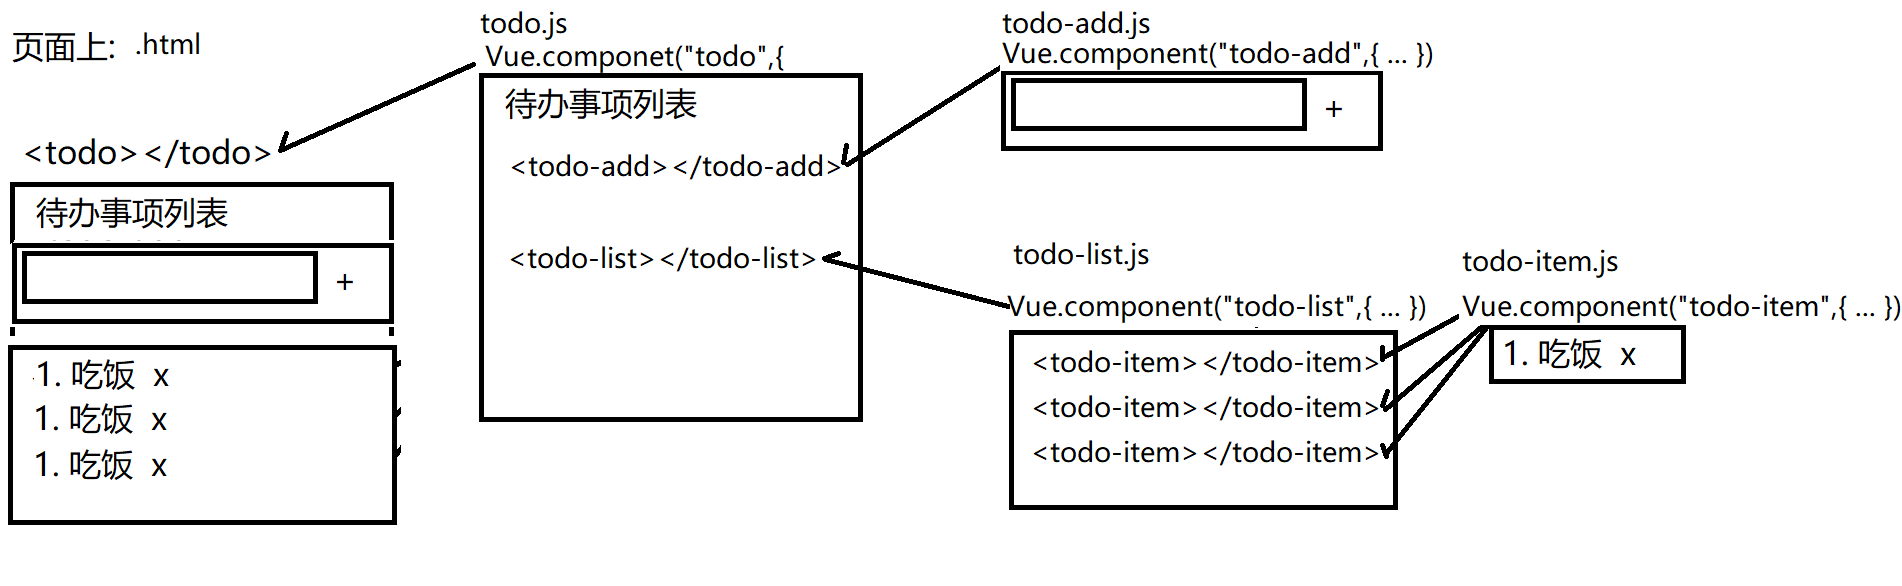 页面上: .html
<todo></todo>
待办事项列表
+
1. 吃饭 x
1. 吃饭 x
1. 吃饭 x
todo.js
Vue.componet("todo",{
待办事项列表
<todo-add></todo-add>
<todo-list></todo-list>
todo-add.js
Vue.component("todo-add",{ ... })
+
todo-list.js
Vue.component("todo-list",{ ... })
<todo-item></todo-item>
<todo-item></todo-item>
<todo-item></todo-item>
todo-item.js
Vue.component("todo-item",{ ... })
1. 吃饭 x